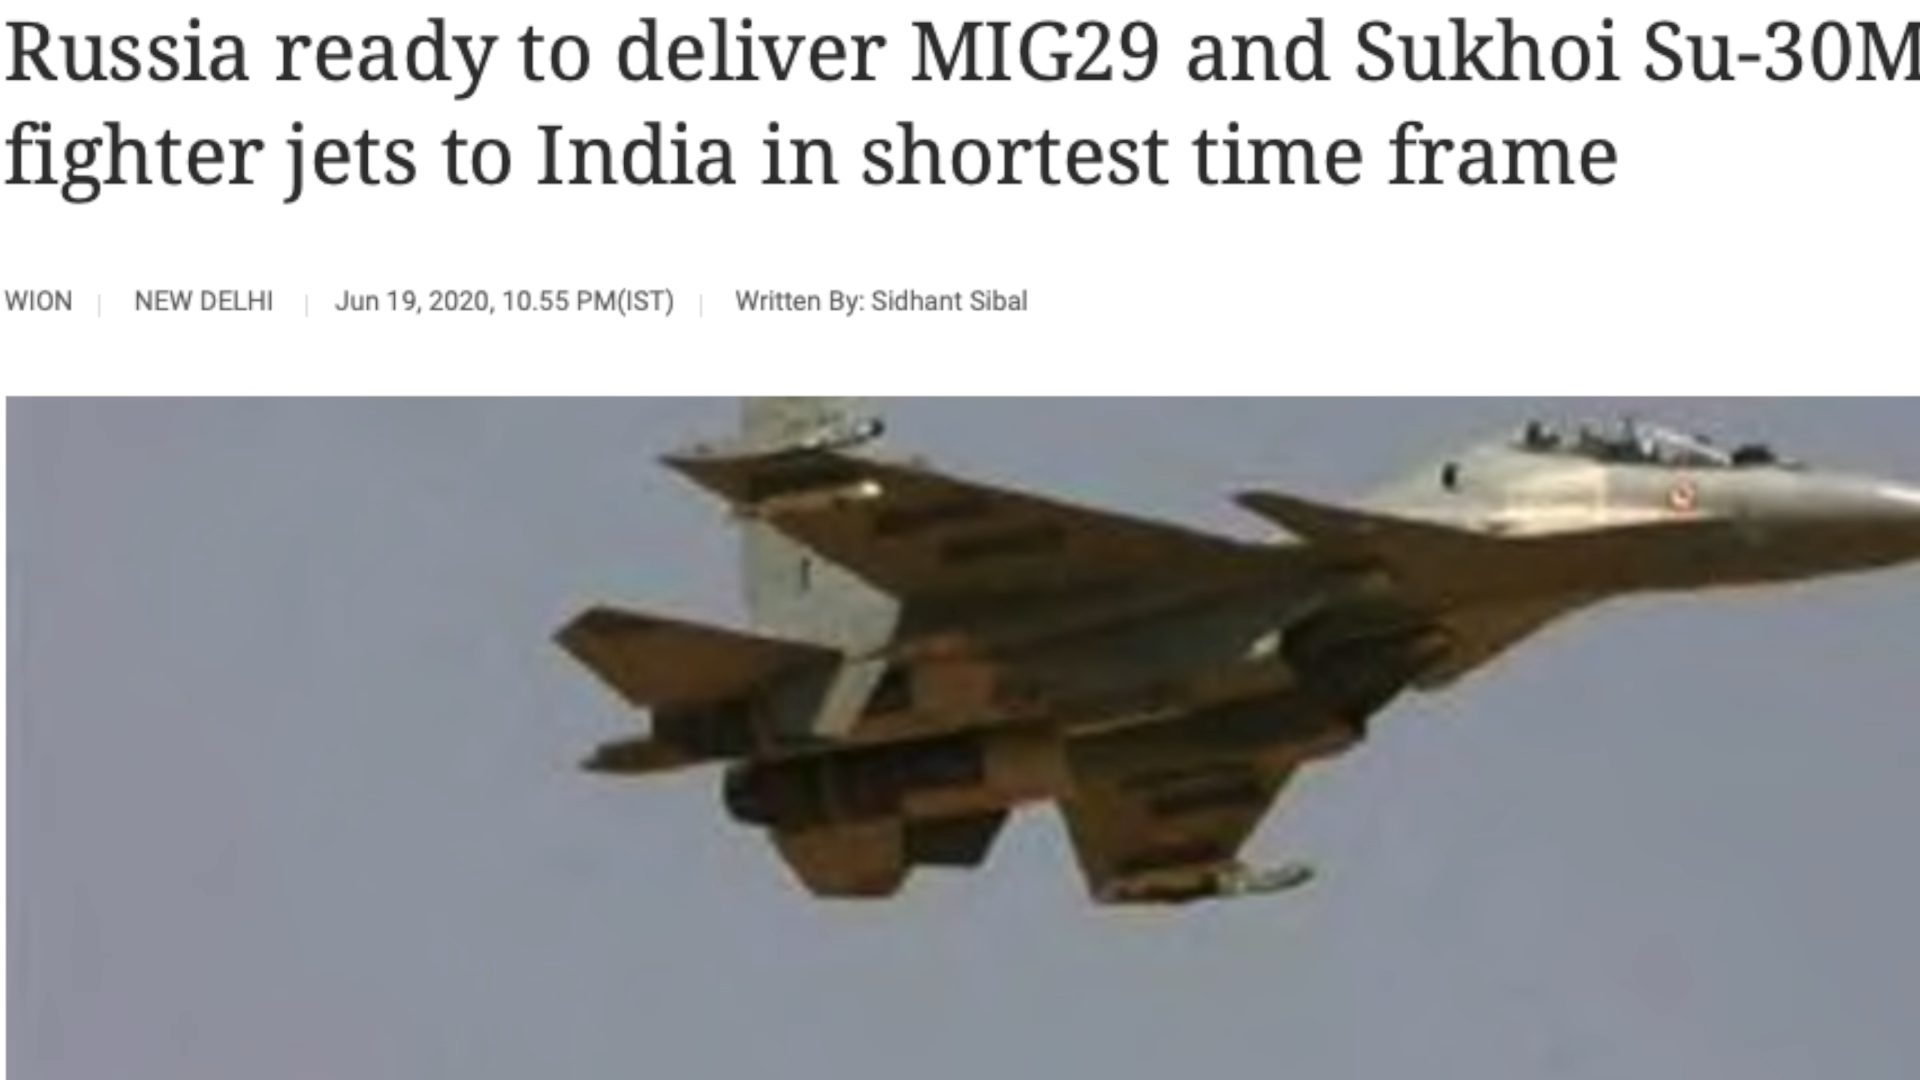 Russia ready to deliver MIG29 and Sukhoi Su-30M
fighter jets to India in shortest time frame
WION | NEW DELHI | Jun 19, 2020, 10.55 PM(IST) | Written By: Sidhant Sibal